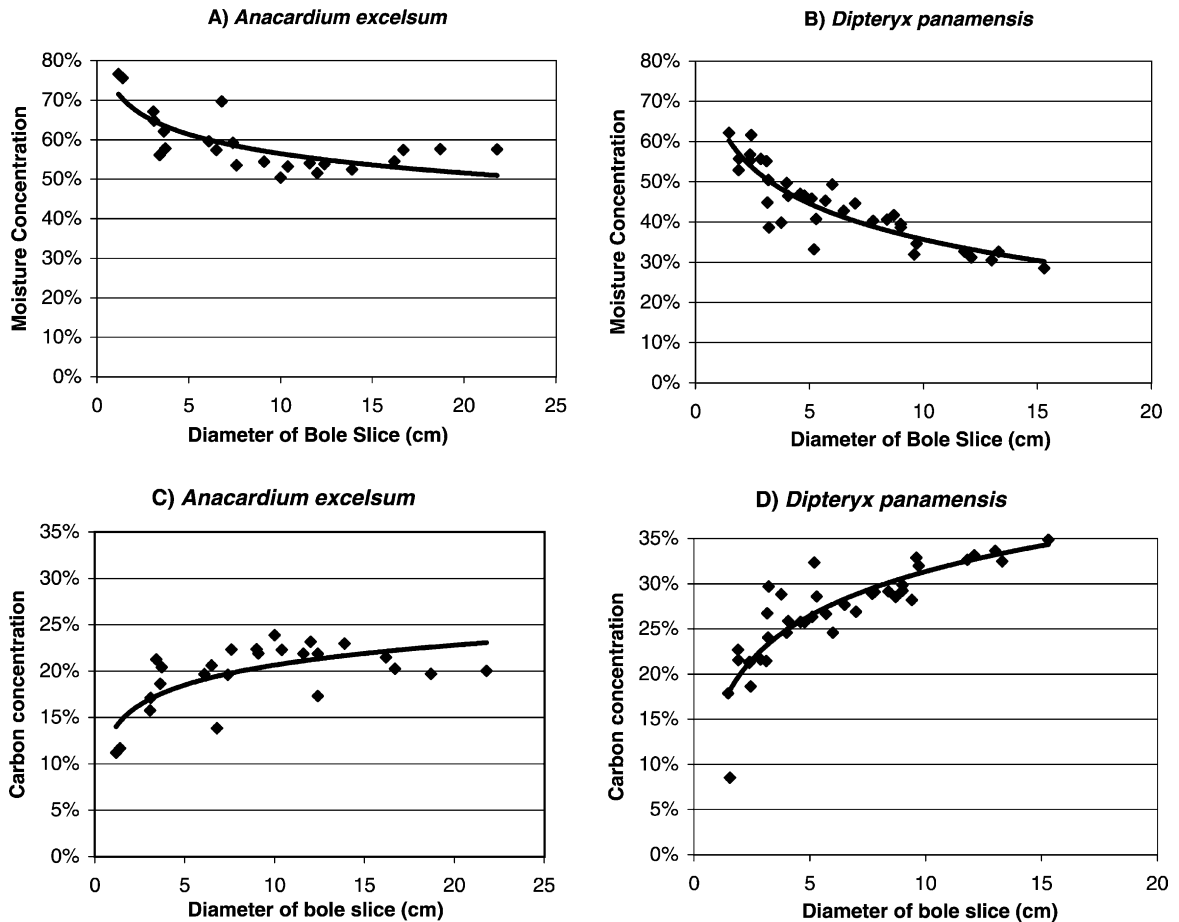 A) Anacardium excelsum
80%
70%
60%
50%
40%
30%
20%
10%
0%
Moisture Concentration
0 5 10 15 20 25
Diameter of Bole Slice (cm)
B) Dipteryx panamensis
80%
70%
60%
50%
40%
30%
20%
10%
0%
Moisture Concentration
0 5 10 15 20
Diameter of Bole Slice (cm)
C) Anacardium excelsum
35%
30%
25%
20%
15%
10%
5%
0%
Carbon concentration
0 5 10 15 20 25
Diameter of bole slice (cm)
D) Dipteryx panamensis
35%
30%
25%
20%
15%
10%
5%
0%
Carbon concentration
0 5 10 15 20
Diameter of bole slice (cm)